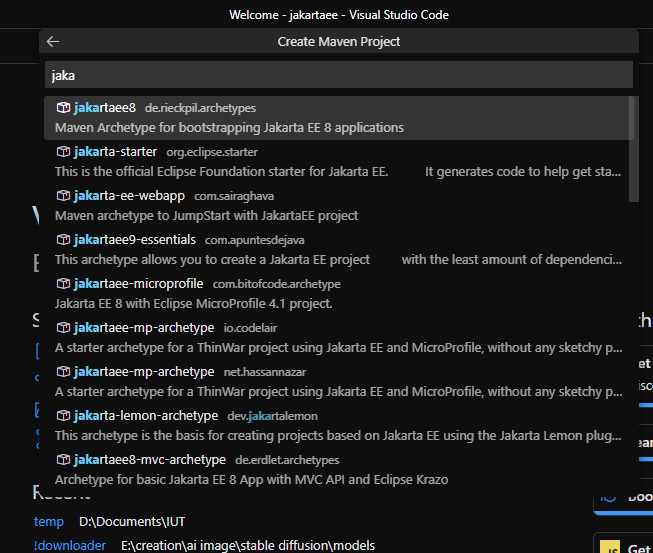 Welcome - jakartaee - Visual Studio Code
Create Maven Project
jaka
jakartaee8 de.rieckpil.archetypes
Maven Archetype for bootstrapping Jakarta EE 8 applications
jakarta-starter org.eclipse.starter
This is the official Eclipse Foundation starter for Jakarta EE. It generates code to help get sta...
jakarta-ee-webapp com.sairaghava
Maven archetype to JumpStart with JakartaEE project
jakartaee9-essentials com.apuntesdejava
This archetype allows you to create a Jakarta EE project with the least amount of dependenci...
jakartaee-microprofile com.bitofcode.archetype
Jakarta EE 8 with Eclipse MicroProfile 4.1 project.
jakartaee-mp-archetype io.codelair
A starter archetype for a ThinWar project using Jakarta EE and MicroProfile, without any sketchy p...
jakartaee-mp-archetype net.hassannazar
A starter archetype for a ThinWar project using Jakarta EE and MicroProfile, without any sketchy p...
jakarta-lemon-archetype dev.jakartalemon
This archetype is the basis for creating projects based on Jakarta EE using the Jakarta Lemon plug...
jakartaee8-mvc-archetype de.erdlet.archetypes
Archetype for basic Jakarta EE 8 App with MVC API and Eclipse Krazo
Recent
temp D:\Documents\IUT
!downloader E:\creation\ai image\stable diffusion\models
JS Get